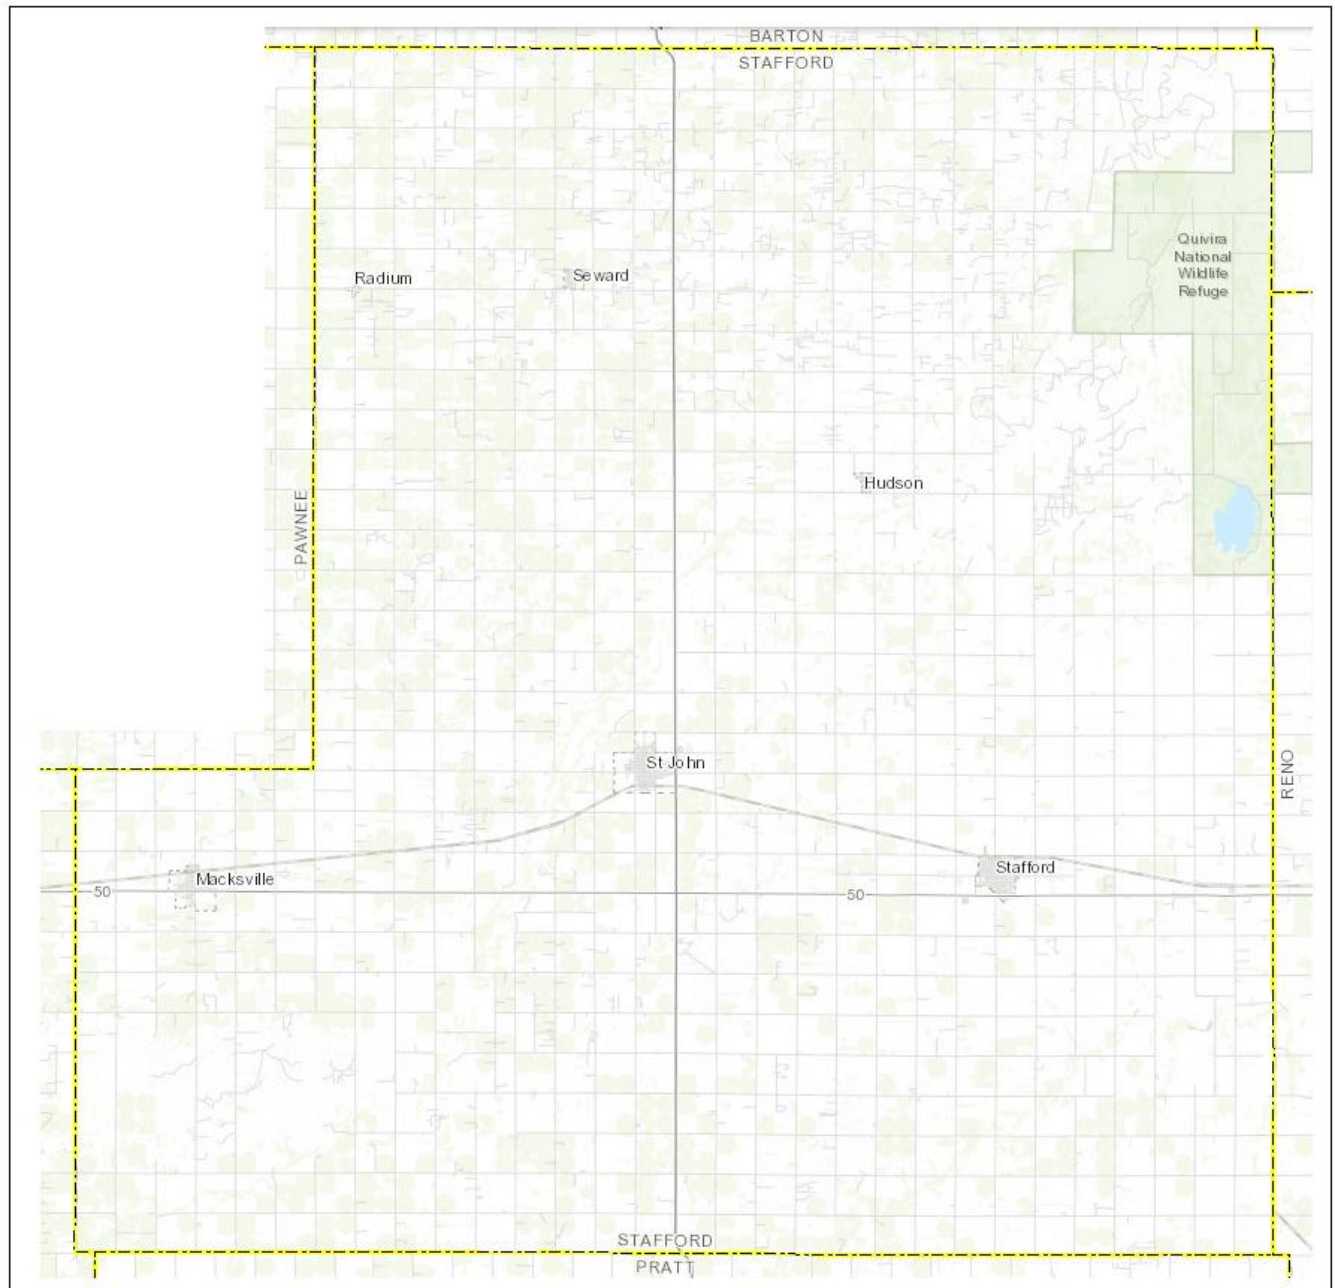 BARTON
STAFFORD
Quivira
National
Wildlife
Refuge
Radium
Seward
Hudson
PAWNEE
St John
RENO
Stafford
Macksville
50
50
STAFFORD
PRATT